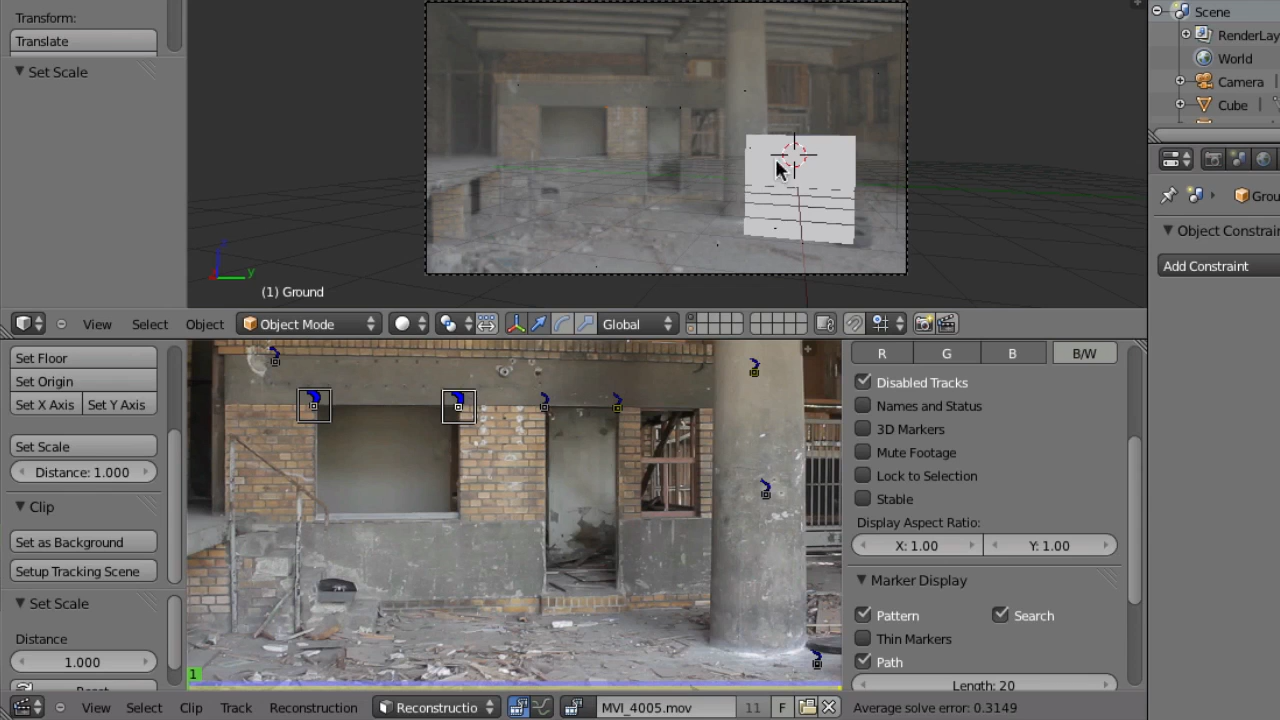 Transform:
Translate
Set Scale
y
(1) Ground
View Select Object Object Mode Global
Scene
RenderLay
World
Camera
Cube
Grou
Object Constrain
Add Constraint
Set Floor
Set Origin
Set X Axis Set Y Axis
Set Scale
Distance: 1.000
Clip
Set as Background
Setup Tracking Scene
Set Scale
Distance
1.000
1
R G B B/W
Disabled Tracks
Names and Status
3D Markers
Mute Footage
Lock to Selection
Stable
Display Aspect Ratio:
X: 1.00 Y: 1.00
Marker Display
Pattern Search
Thin Markers
Path
Length: 20
View Select Clip Track Reconstruction Reconstructio MVI_4005.mov 11 F Average solve error: 0.3149